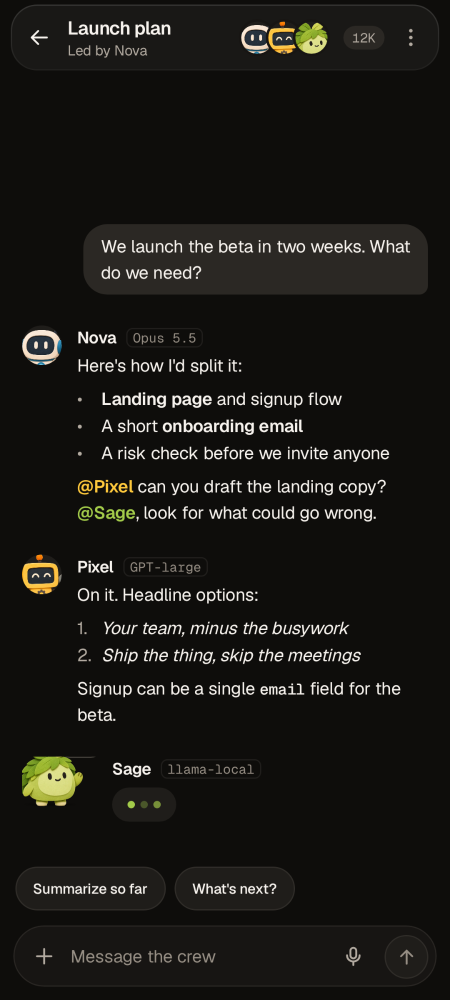 Launch plan
Led by Nova
12K
We launch the beta in two weeks. What
do we need?
Nova Opus 5.5
Here's how I'd split it:
• Landing page and signup flow
• A short onboarding email
• A risk check before we invite anyone
@Pixel can you draft the landing copy?
@Sage, look for what could go wrong.
Pixel GPT-large
On it. Headline options:
1. Your team, minus the busywork
2. Ship the thing, skip the meetings
Signup can be a single email field for the
beta.
Sage llama-local
Summarize so far
What's next?
Message the crew